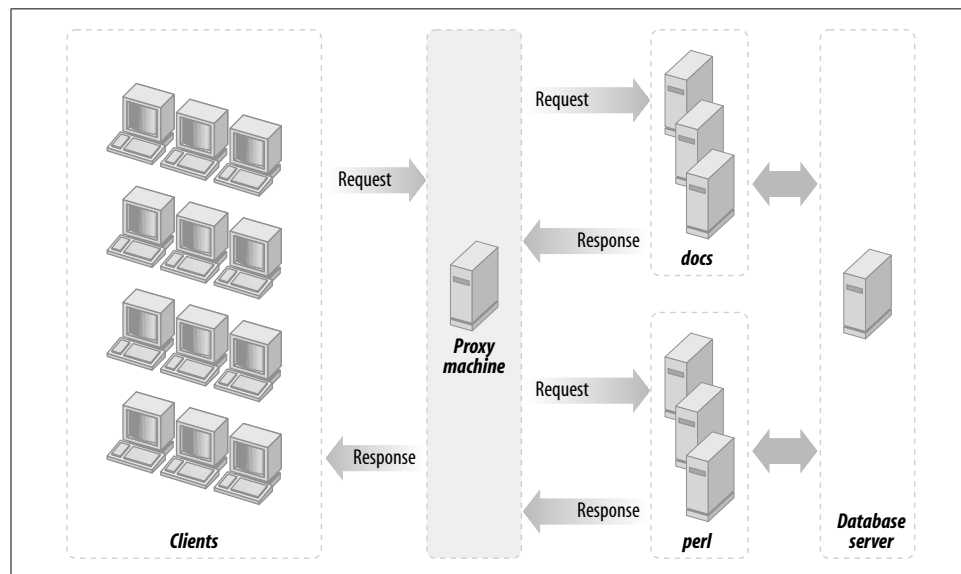 Request
Request
Response
docs
Proxy
machine
Request
Response
Response
Clients
perl
Database
server